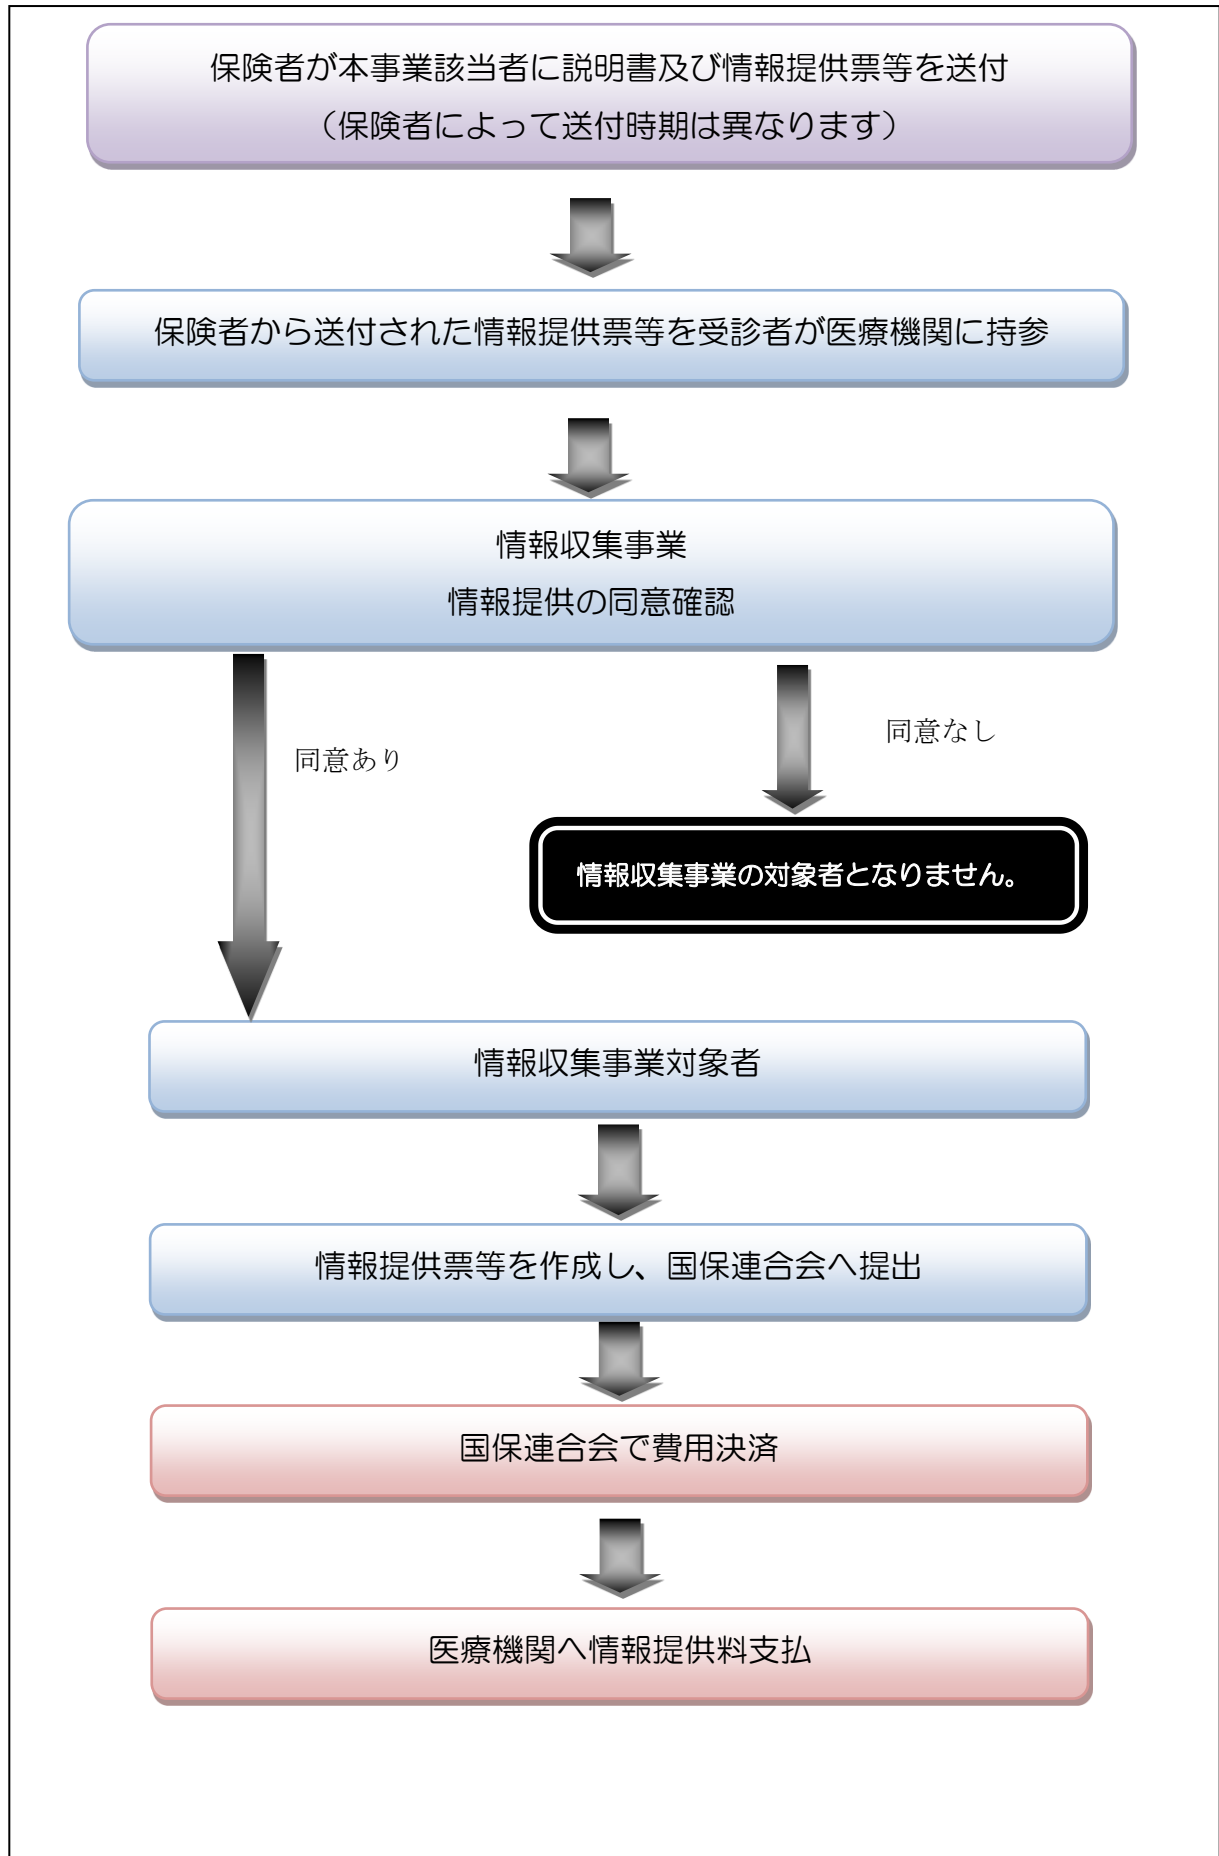 保険者が本事業該当者に説明書及び情報提供票等を送付
（保険者によって送付時期は異なります）
保険者から送付された情報提供票等を受診者が医療機関に持参
情報収集事業
情報提供の同意確認
同意なし
同意あり
情報収集事業の対象者となりません。
情報収集事業対象者
情報提供票等を作成し、国保連合会へ提出
国保連合会で費用決済
医療機関へ情報提供料支払